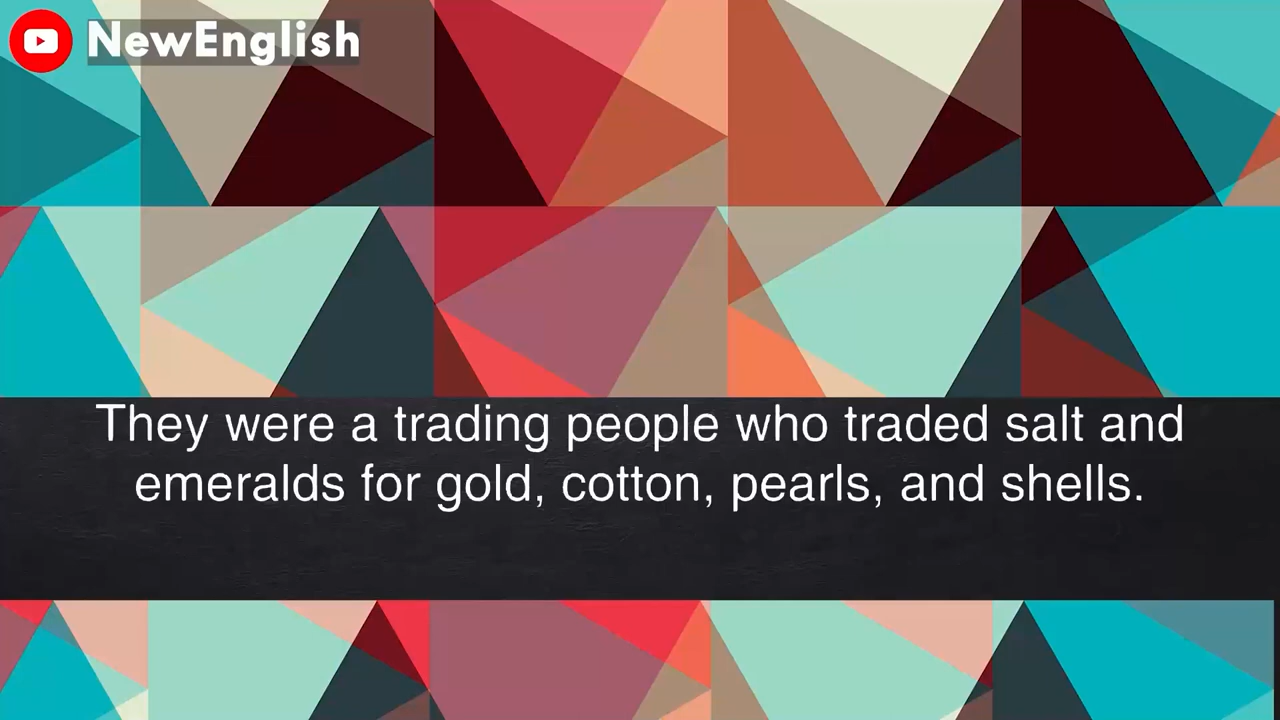 NewEnglish
They were a trading people who traded salt and
emeralds for gold, cotton, pearls, and shells.